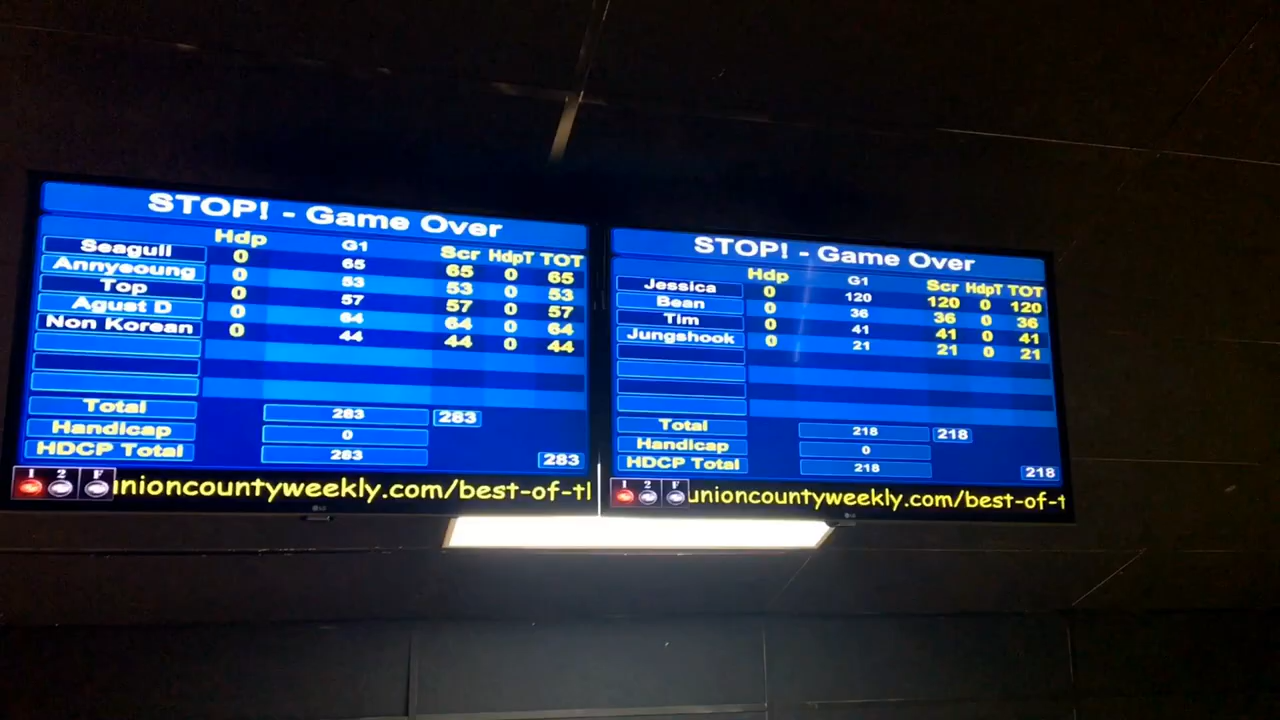 STOP! - Game Over
Hdp G1 Scr HdpT TOT
Seagull 0 65 65 0 65
Annyeoung 0 53 53 0 53
Top 0 57 57 0 57
Agust D 0 64 64 0 64
Non Korean 0 44 44 0 44
Total 283 283
Handicap 0
HDCP Total 283 283
1 2 F
unioncountyweekly.com/best-of-t
LG
STOP! - Game Over
Hdp G1 Scr HdpT TOT
Jessica 0 120 120 0 120
Bean 0 36 36 0 36
Tim 0 41 41 0 41
Jungshook 0 21 21 0 21
Total 218 218
Handicap 0
HDCP Total 218 218
1 2 F
unioncountyweekly.com/best-of-t
LG